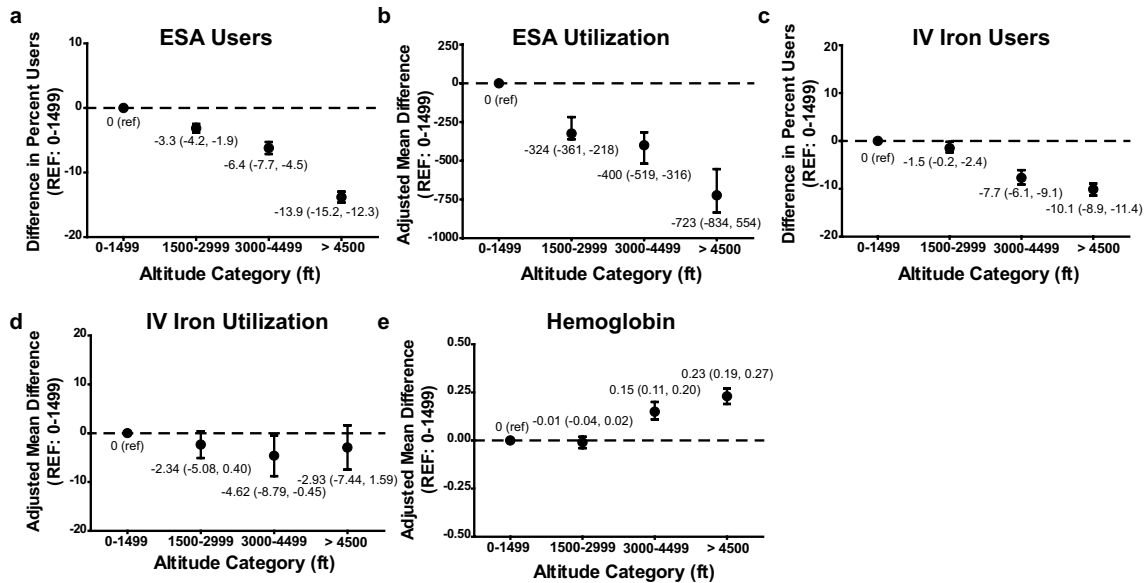 a
ESA Users
Difference in Percent Users
(REF: 0-1499)
10
0
-10
-20
0 (ref)
-3.3 (-4.2, -1.9)
-6.4 (-7.7, -4.5)
-13.9 (-15.2, -12.3)
0-1499 1500-2999 3000-4499 > 4500
Altitude Category (ft)
b
ESA Utilization
Adjusted Mean Difference
(REF: 0-1499)
250
0
-250
-500
-750
-1000
0 (ref)
-324 (-361, -218)
-400 (-519, -316)
-723 (-834, 554)
0-1499 1500-2999 3000-4499 > 4500
Altitude Category (ft)
c
IV Iron Users
Difference in Percent Users
(REF: 0-1499)
20
10
0
-10
-20
0 (ref)
-1.5 (-0.2, -2.4)
-7.7 (-6.1, -9.1)
-10.1 (-8.9, -11.4)
0-1499 1500-2999 3000-4499 > 4500
Altitude Category (ft)
d
IV Iron Utilization
Adjusted Mean Difference
(REF: 0-1499)
20
10
0
-10
-20
0 (ref)
-2.34 (-5.08, 0.40)
-4.62 (-8.79, -0.45)
-2.93 (-7.44, 1.59)
0-1499 1500-2999 3000-4499 > 4500
Altitude Category (ft)
e
Hemoglobin
Adjusted Mean Difference
(REF: 0-1499)
0.50
0.25
0.00
-0.25
-0.50
0 (ref)
-0.01 (-0.04, 0.02)
0.15 (0.11, 0.20)
0.23 (0.19, 0.27)
0-1499 1500-2999 3000-4499 > 4500
Altitude Category (ft)